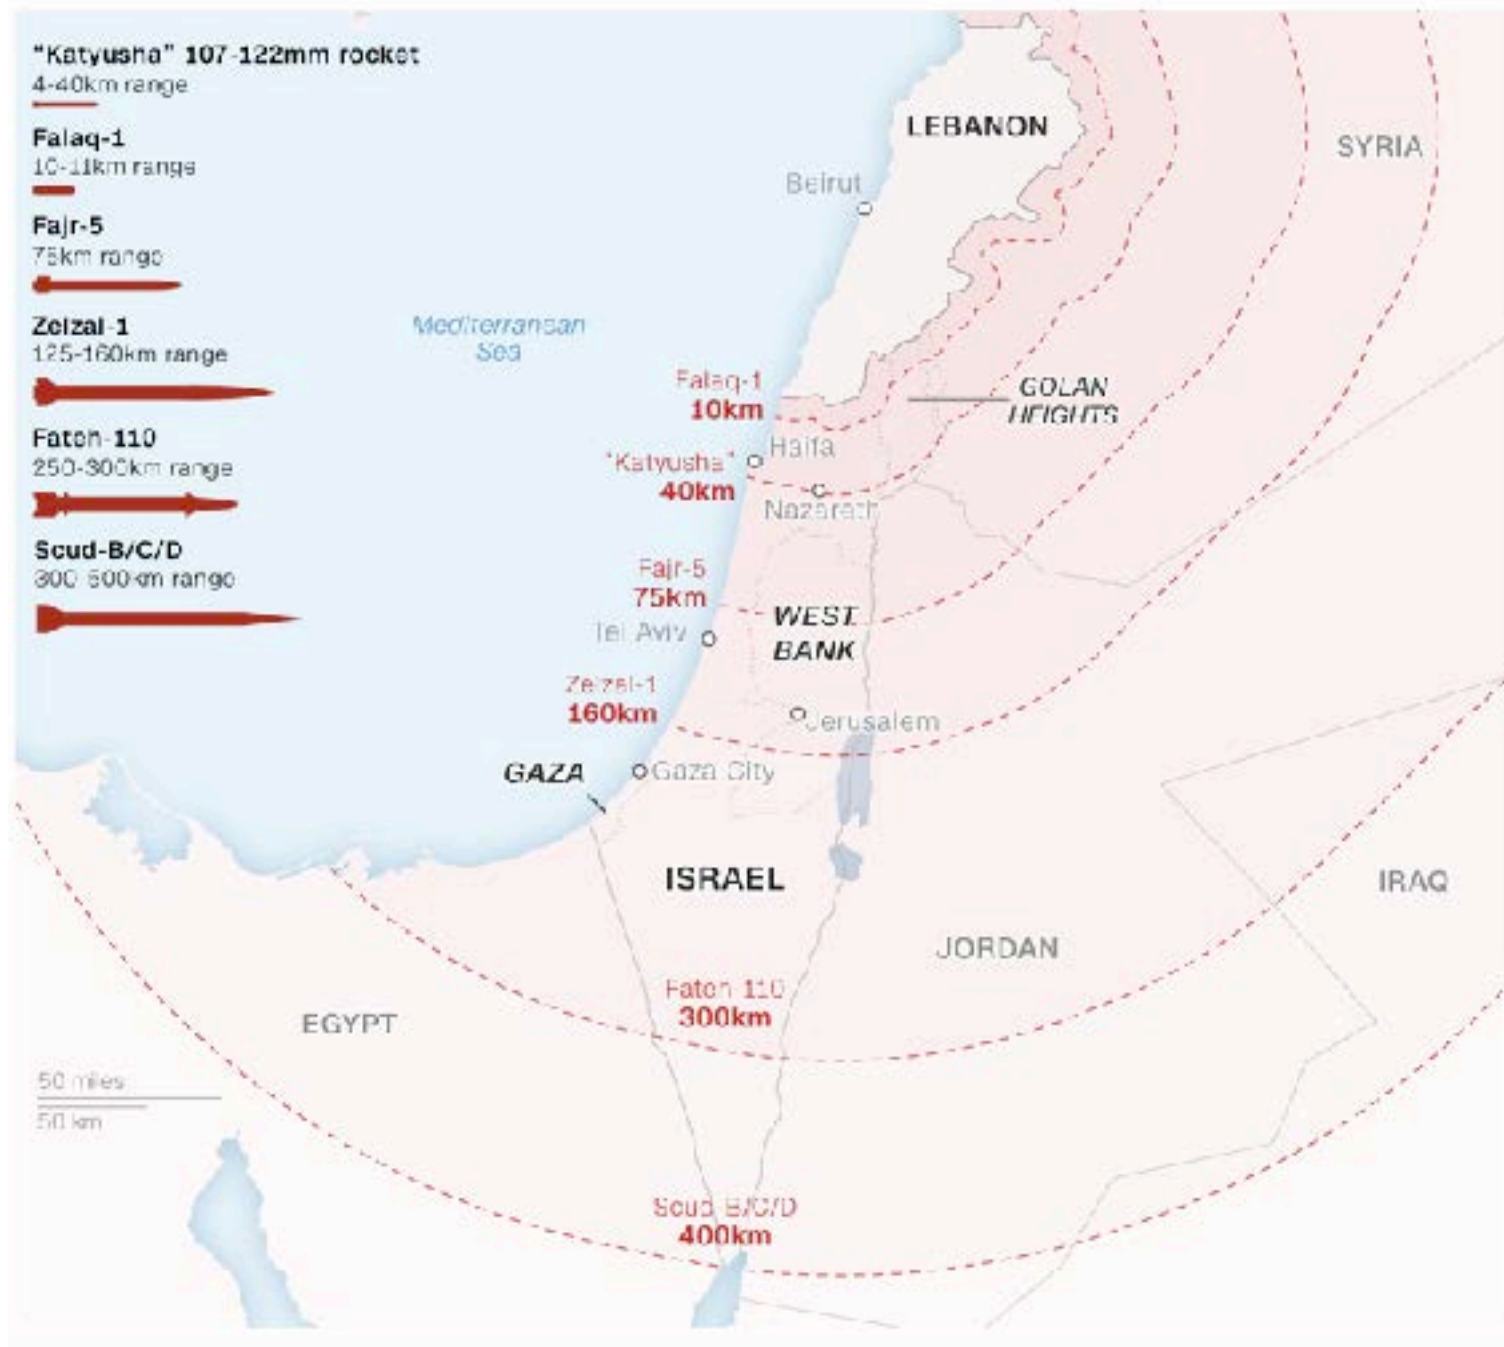 “Katyusha” 107-122mm rocket
4-40km range
Falaq-1
10-11km range
Fajr-5
75km range
Zelzal-1
125-160km range
Fateh-110
250-300km range
Scud-B/C/D
300-500km range
LEBANON
SYRIA
Beirut
Mediterranean
Sea
Falaq-1
10km
GOLAN
HEIGHTS
Haifa
“Katyusha”
40km
Nazareth
Fajr-5
75km
WEST
BANK
Tel Aviv
Zelzal-1
160km
Jerusalem
GAZA
Gaza City
ISRAEL
IRAQ
JORDAN
Fateh 110
300km
EGYPT
50 miles
50 km
Scud B/C/D
400km